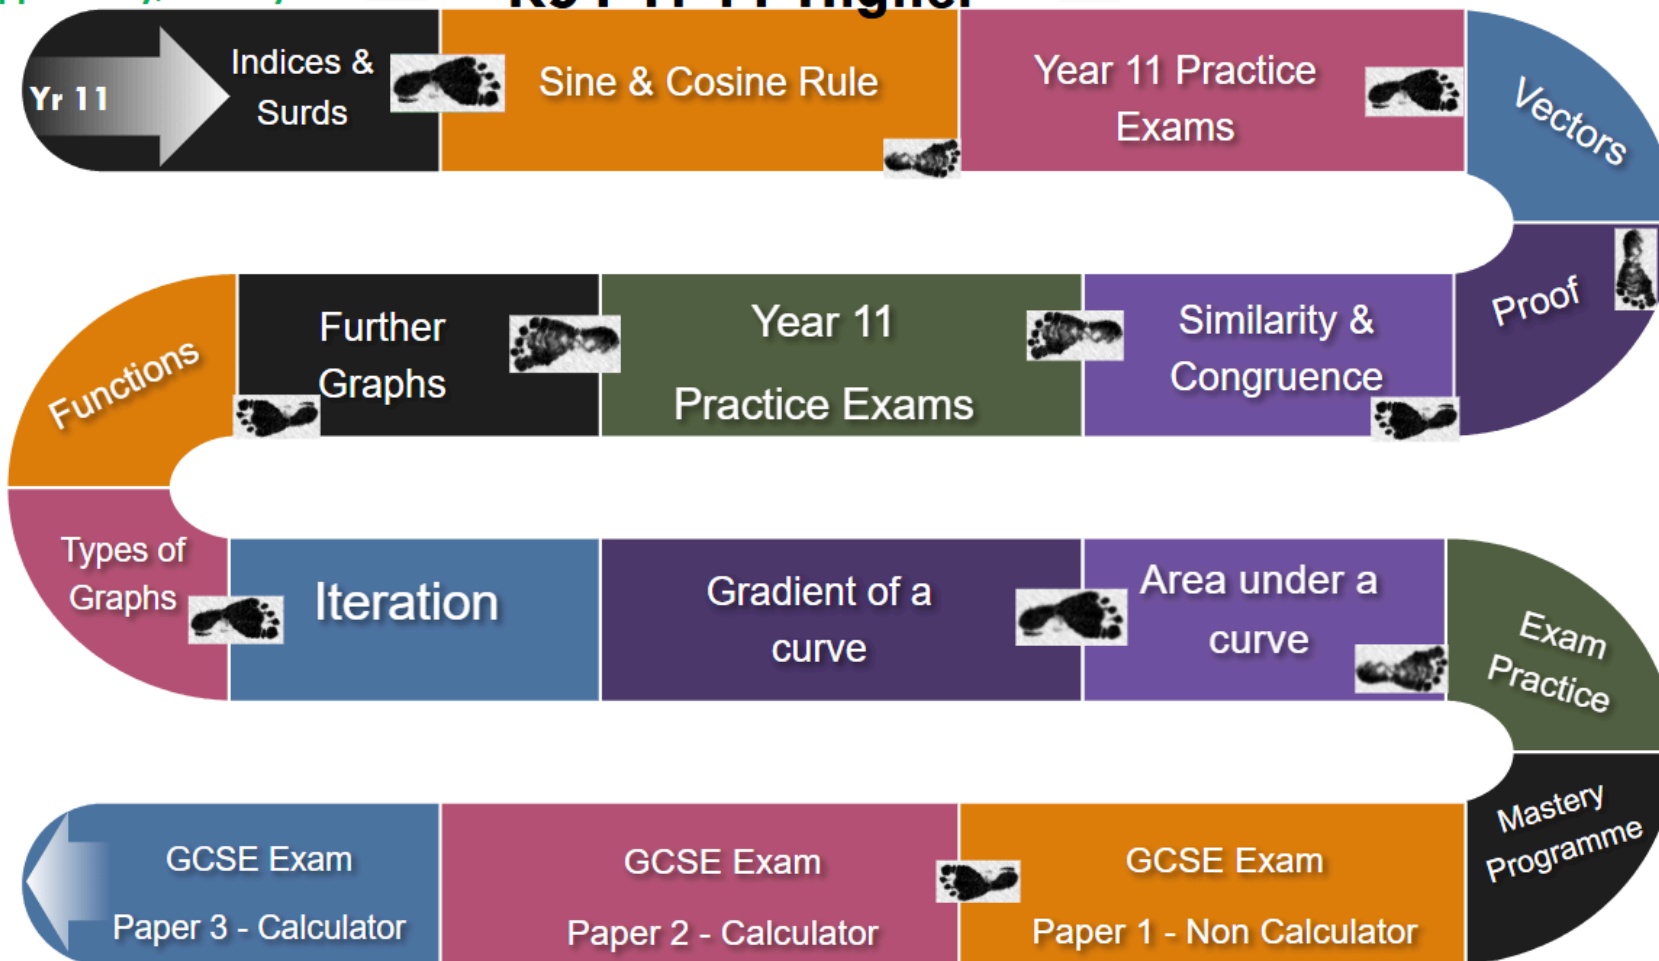 Higher
Yr 11
Indices &
Surds
Sine & Cosine Rule
Year 11 Practice
Exams
Vectors
Proof
Similarity &
Congruence
Year 11
Practice Exams
Further
Graphs
Functions
Types of
Graphs
Iteration
Gradient of a
curve
Area under a
curve
Exam
Practice
Mastery
Programme
GCSE Exam
Paper 1 - Non Calculator
GCSE Exam
Paper 2 - Calculator
GCSE Exam
Paper 3 - Calculator